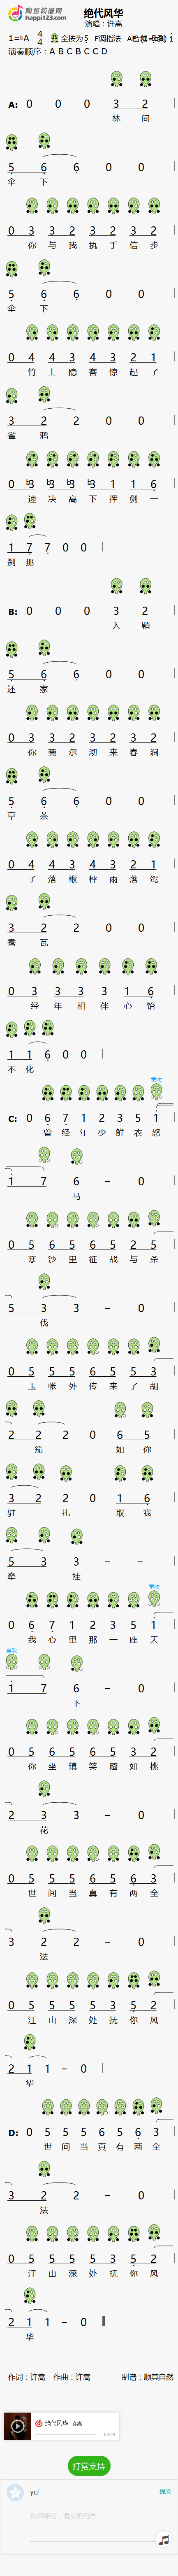 陶笛简谱网
happi123.com
绝代风华
演唱：许嵩
1=♭A 4/4 全按为5 F调指法
演奏顺序：A B C B C C D
A: 0 0 0 3 2
林 间
5 6 6 0 0
伞 下
0 3 3 2 3 2 3 2
你 与 我 执 手 信 步
5 6 6 0 0
伞 下
0 4 4 3 4 3 2 1
竹 上 隐 客 惊 起 了
3 2 2 0 0
雀 鸦
0 ♭3 ♭3 ♭3 ♭3 1 1 6
速 决 高 下 挥 剑 一
1 7 7 0 0
刹 那
B: 0 0 0 3 2
入 鞘
5 6 6 0 0
还 家
0 3 3 2 3 2 3 2
你 莞 尔 沏 来 春 涧
5 6 6 0 0
草 茶
0 4 4 3 4 3 2 1
子 落 楸 枰 雨 落 鸳
3 2 2 0 0
鸯 瓦
0 3 3 3 3 1 6
经 年 相 伴 心 怡
1 1 6 0 0
不 化
重吹
C: 0 6 7 1 2 3 5 1
曾 经 年 少 鲜 衣 怒
1 7 6 – 0
马
0 5 6 5 6 5 2 5
寒 沙 里 征 战 与 杀
5 3 3 – 0
伐
0 5 5 5 6 5 5 3
玉 帐 外 传 来 了 胡
2 2 2 0 6 5
笳 如 你
3 2 2 0 1 6
驻 扎 取 我
5 3 3 – –
牵 挂
重吹
0 6 7 1 2 3 5 1
我 心 里 那 一 座 天
重吹
1 7 6 – 0
下
0 5 6 5 6 5 3 2
你 坐 镇 笑 靥 如 桃
2 3 3 – 0
花
0 5 5 5 6 5 6 3
世 间 当 真 有 两 全
3 2 2 – 0
法
0 5 5 5 5 3 5 2
江 山 深 处 抚 你 风
2 1 1 – 0
华
D: 0 5 5 5 6 5 6 3
世 间 当 真 有 两 全
3 2 2 – 0
法
0 5 5 5 5 3 5 2
江 山 深 处 抚 你 风
2 1 1 – 0
华
作词：许嵩 作曲：许嵩 制谱：顺其自然
绝代风华 - 许嵩
- 00:00
打赏支持
ycl 提交
欢迎评论，请文明用语